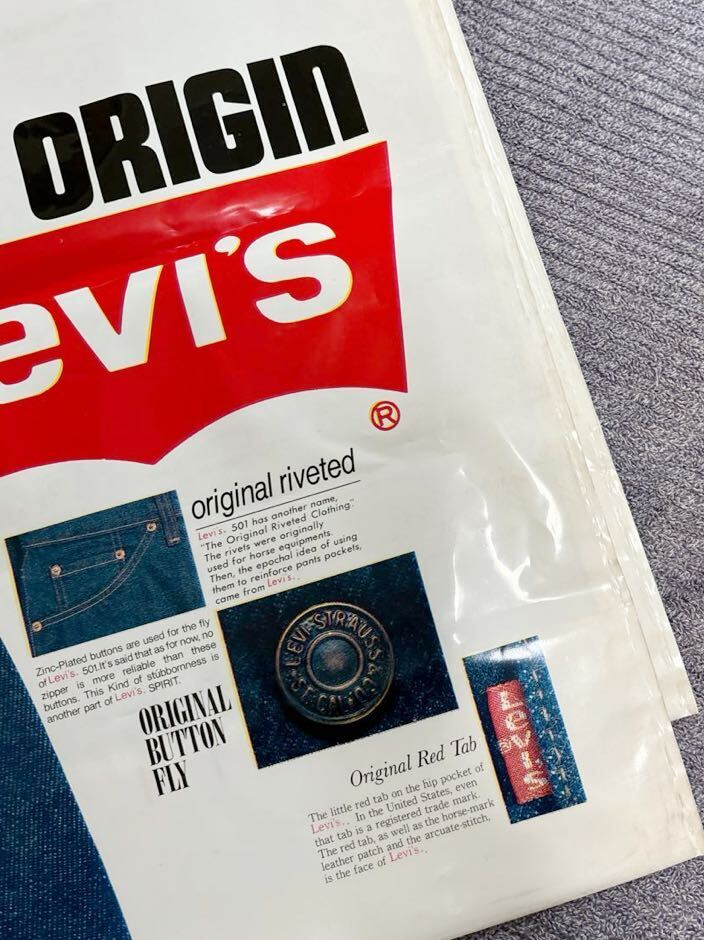 ORIGIN
evi's
®
original riveted
Levi's. 501 has another name,
"The Original Riveted Clothing."
The rivets were originally
used for horse equipments.
Then, the epochal idea of using
them to reinforce pants pockets,
came from Levi's.
Zinc-Plated buttons are used for the fly
of Levi's. 501.It's said that as for now, no
zipper is more reliable than these
buttons. This Kind of stubbornness is
another part of Levi's. SPIRIT.
ORIGINAL
BUTTON
FLY
LEVI STRAUSS &
CO
Original Red Tab
Levi's
The little red tab on the hip pocket of
Levi's.. In the United States, even
that tab is a registered trade mark.
The red tab, as well as the horse-mark
leather patch and the arcuate-stitch,
is the face of Levi's..